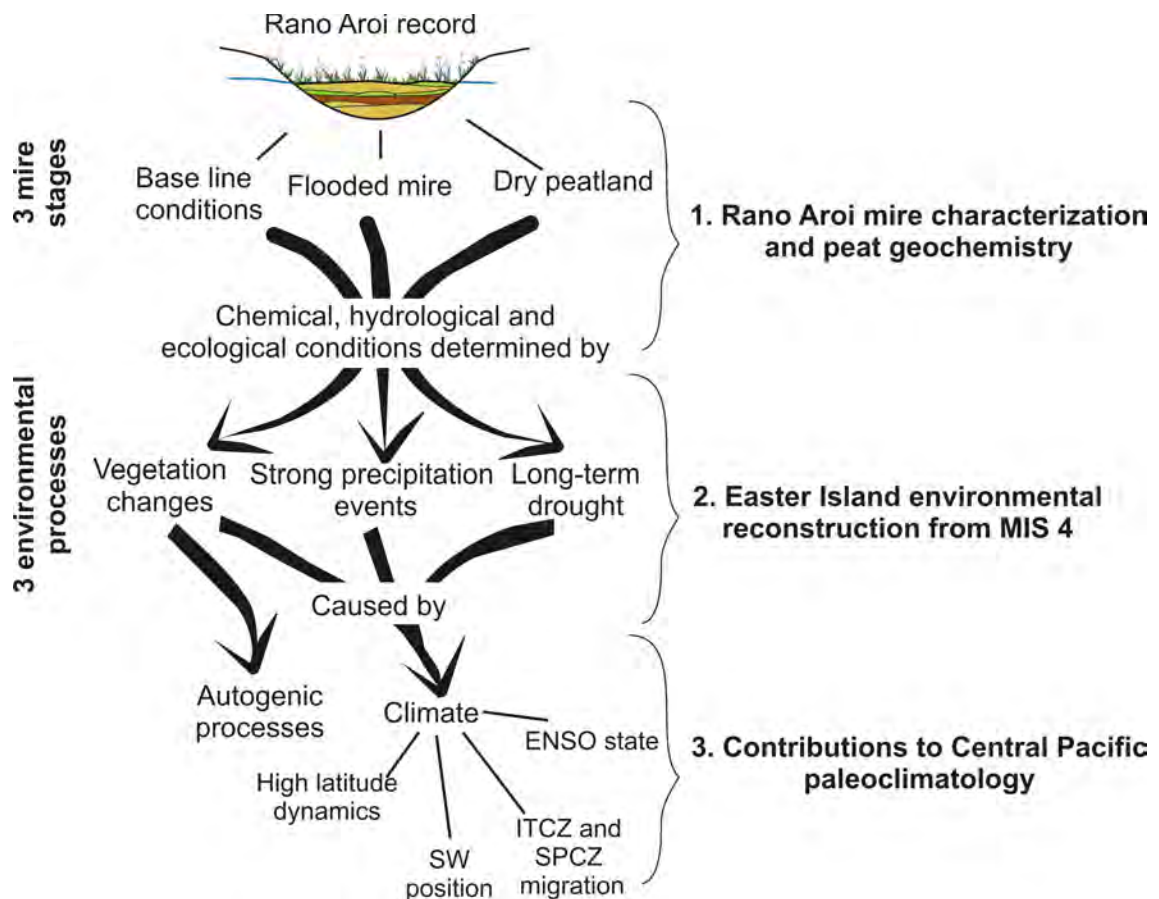 Rano Aroi record
3 mire
stages
Base line
conditions
Flooded mire
Dry peatland
1. Rano Aroi mire characterization
and peat geochemistry
Chemical, hydrological and
ecological conditions determined by
3 environmental
processes
Vegetation
changes
Strong precipitation
events
Long-term
drought
2. Easter Island environmental
reconstruction from MIS 4
Caused by
Autogenic
processes
Climate
ENSO state
High latitude
dynamics
SW
position
ITCZ and
SPCZ
migration
3. Contributions to Central Pacific
paleoclimatology